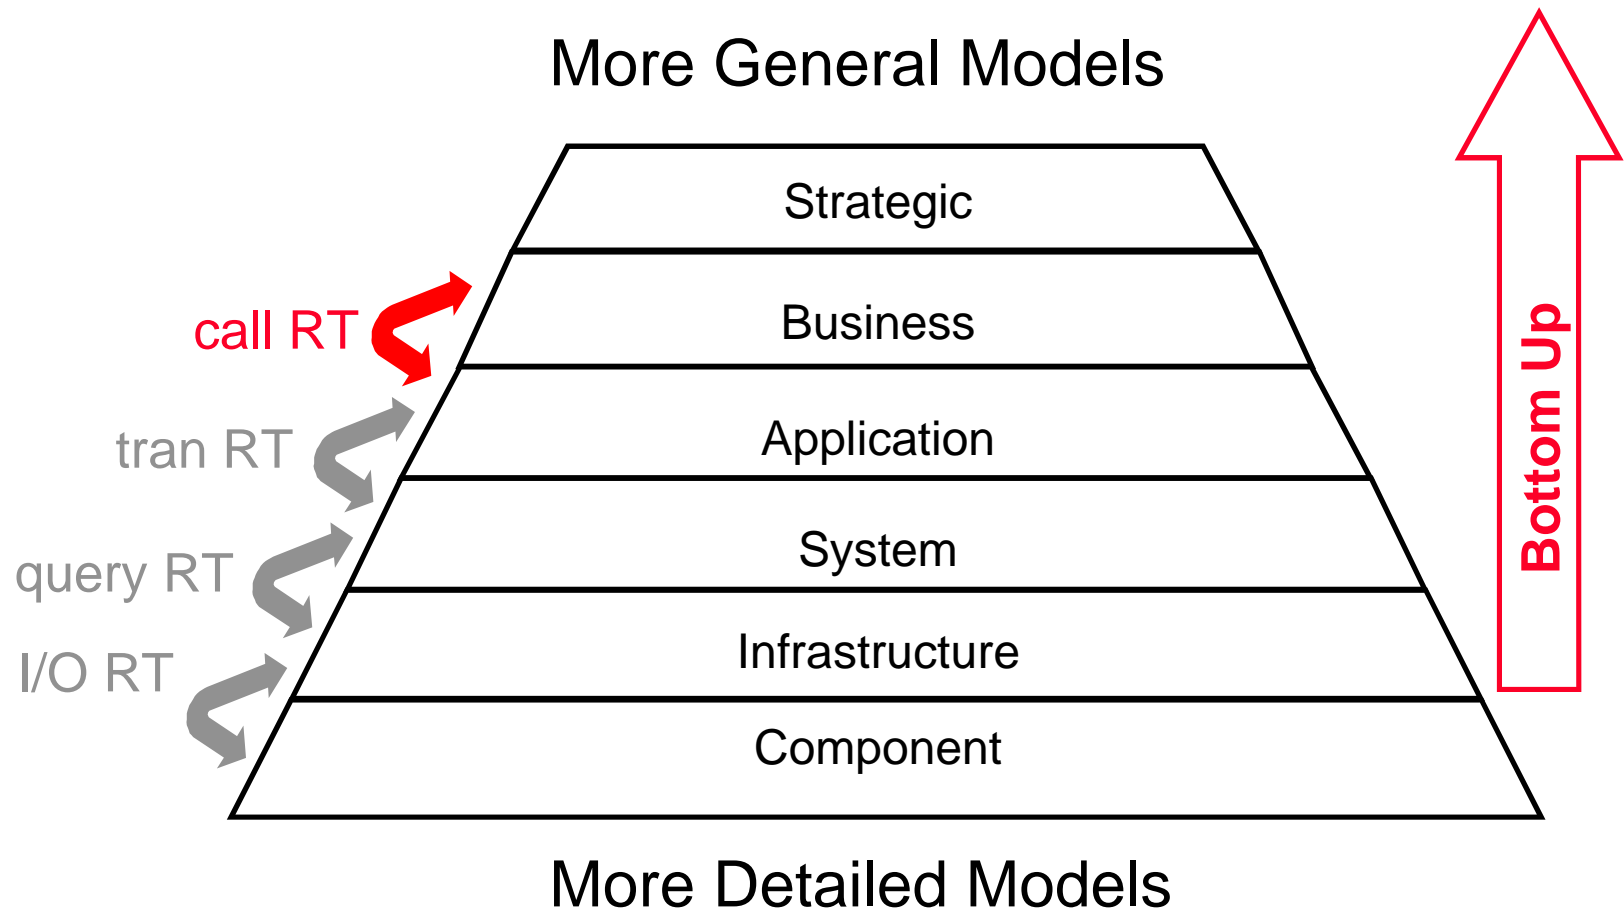 More General Models
Strategic
call RT
Business
tran RT
Application
query RT
System
I/O RT
Infrastructure
Component
More Detailed Models
Bottom Up